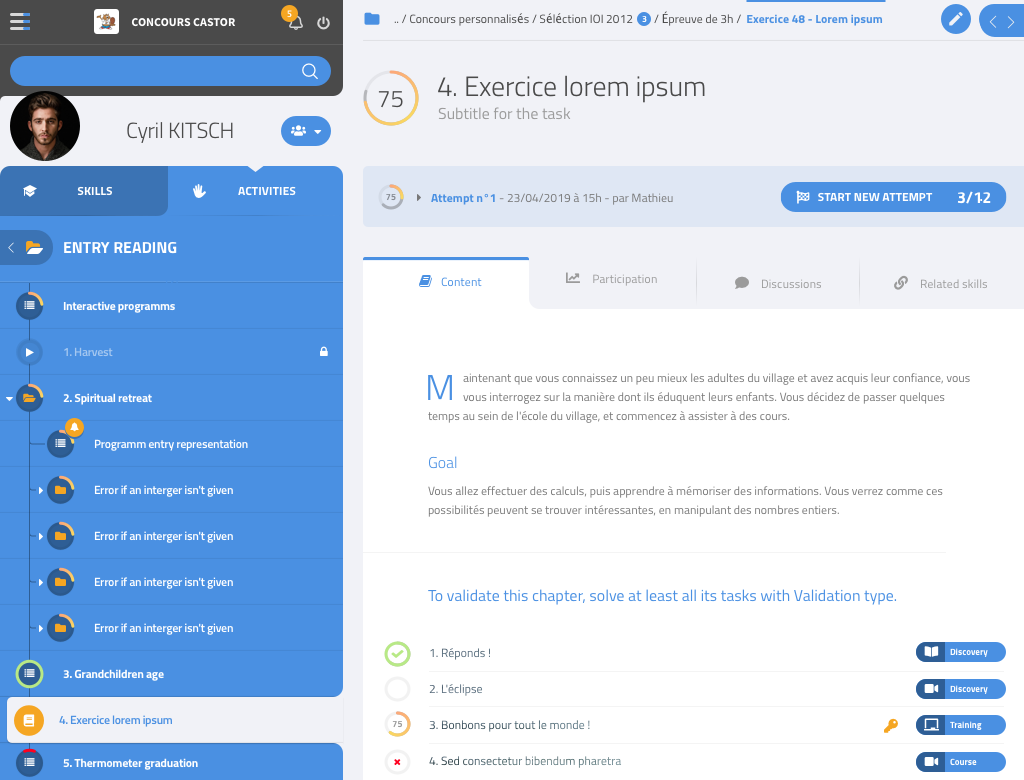 CONCOURS CASTOR
5
Cyril KITSCH
SKILLS
ACTIVITIES
ENTRY READING
Interactive programms
1. Harvest
2. Spiritual retreat
Programm entry representation
Error if an interger isn't given
Error if an interger isn't given
Error if an interger isn't given
Error if an interger isn't given
3. Grandchildren age
4. Exercice lorem ipsum
5. Thermometer graduation
.. / Concours personnalisés / Séléction IOI 2012 3 / Épreuve de 3h / Exercice 48 - Lorem ipsum
75
4. Exercice lorem ipsum
Subtitle for the task
75
Attempt n°1 - 23/04/2019 à 15h - par Mathieu
START NEW ATTEMPT 3/12
Content
Participation
Discussions
Related skills
Maintenant que vous connaissez un peu mieux les adultes du village et avez acquis leur confiance, vous
vous interrogez sur la manière dont ils éduquent leurs enfants. Vous décidez de passer quelques
temps au sein de l'école du village, et commencez à assister à des cours.
Goal
Vous allez effectuer des calculs, puis apprendre à mémoriser des informations. Vous verrez comme ces
possibilités peuvent se trouver intéressantes, en manipulant des nombres entiers.
To validate this chapter, solve at least all its tasks with Validation type.
1. Réponds !
Discovery
2. L'éclipse
Discovery
75
3. Bonbons pour tout le monde !
Training
4. Sed consectetur bibendum pharetra
Course